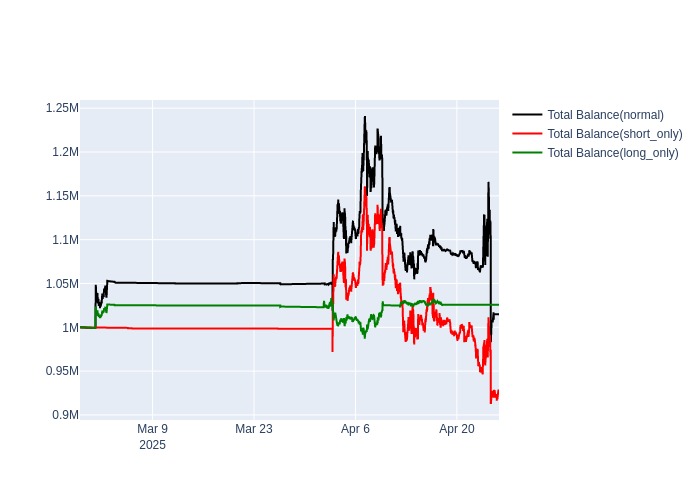 1.25M
1.2M
1.15M
1.1M
1.05M
1M
0.95M
0.9M
Mar 9
2025
Mar 23
Apr 6
Apr 20
Total Balance(normal)
Total Balance(short_only)
Total Balance(long_only)